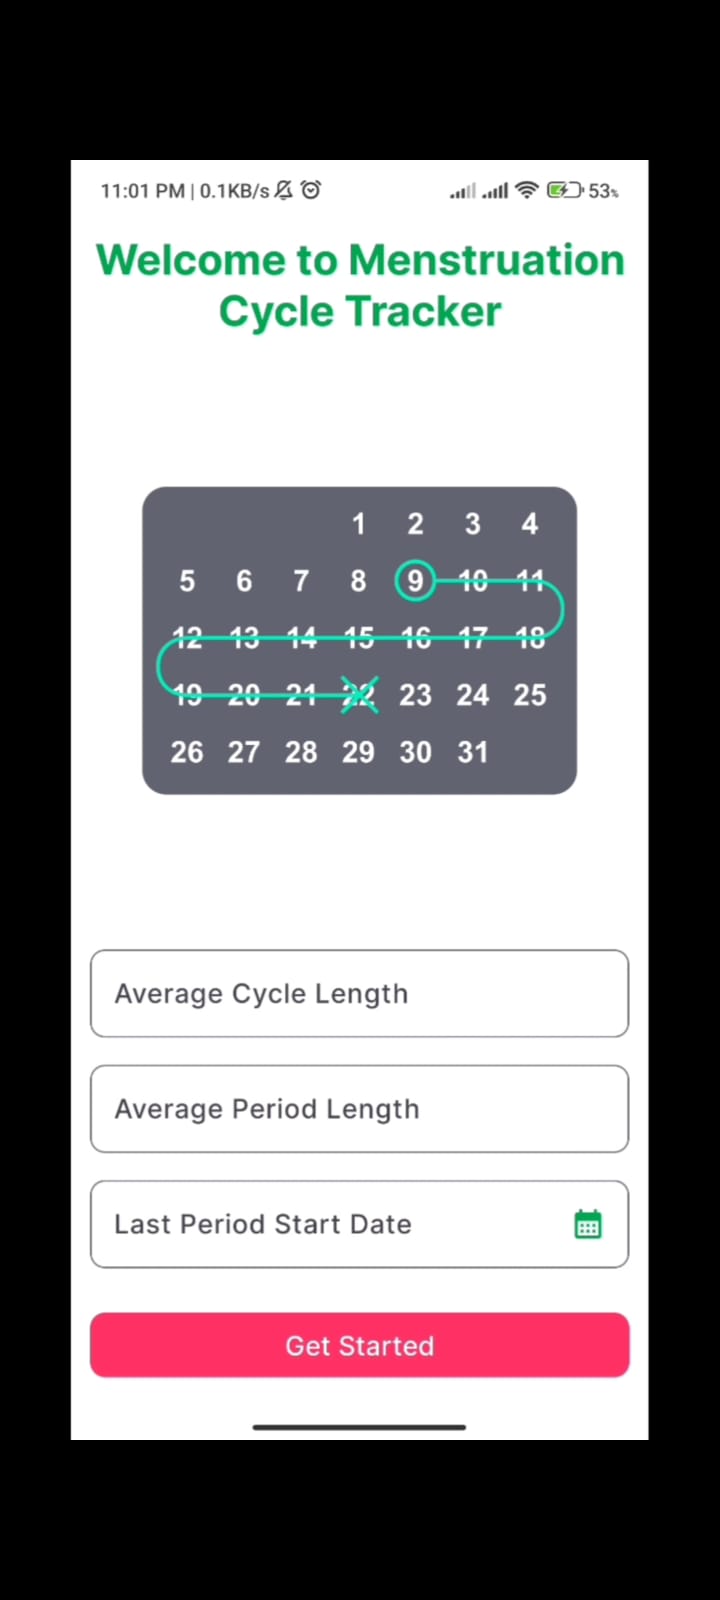 11:01 PM | 0.1KB/s 53%
Welcome to Menstruation
Cycle Tracker
1 2 3 4
5 6 7 8 9 10 11
12 13 14 15 16 17 18
19 20 21 22 23 24 25
26 27 28 29 30 31
Average Cycle Length
Average Period Length
Last Period Start Date
Get Started